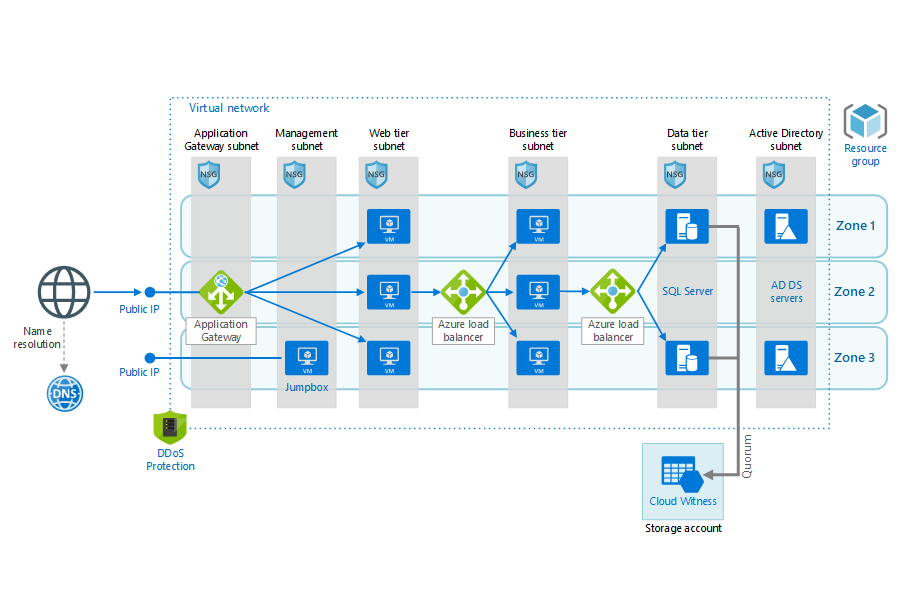 Virtual network
Application
Gateway subnet
Management
subnet
Web tier
subnet
Business tier
subnet
Data tier
subnet
Active Directory
subnet
Resource
group
NSG
NSG
NSG
NSG
NSG
NSG
VM
VM
Zone 1
Public IP
Application
Gateway
VM
Azure load
balancer
VM
Azure load
balancer
SQL Server
AD DS
servers
Zone 2
Name
resolution
DNS
Public IP
VM
Jumpbox
VM
VM
Zone 3
DDoS
Protection
Quorum
Cloud Witness
Storage account